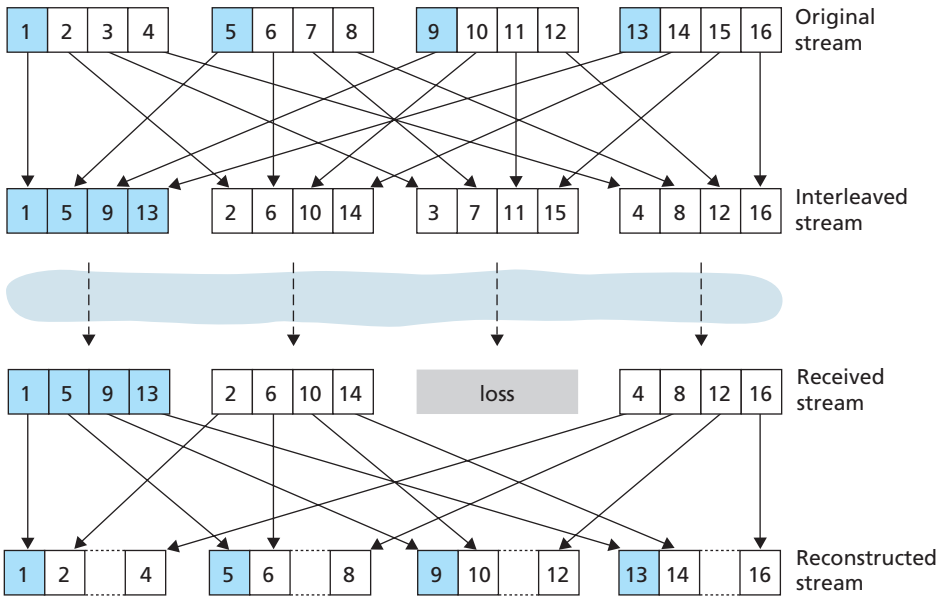 1 2 3 4 5 6 7 8 9 10 11 12 13 14 15 16 Original
stream
1 5 9 13 2 6 10 14 3 7 11 15 4 8 12 16 Interleaved
stream
1 5 9 13 2 6 10 14 loss 4 8 12 16 Received
stream
1 2 4 5 6 8 9 10 12 13 14 16 Reconstructed
stream